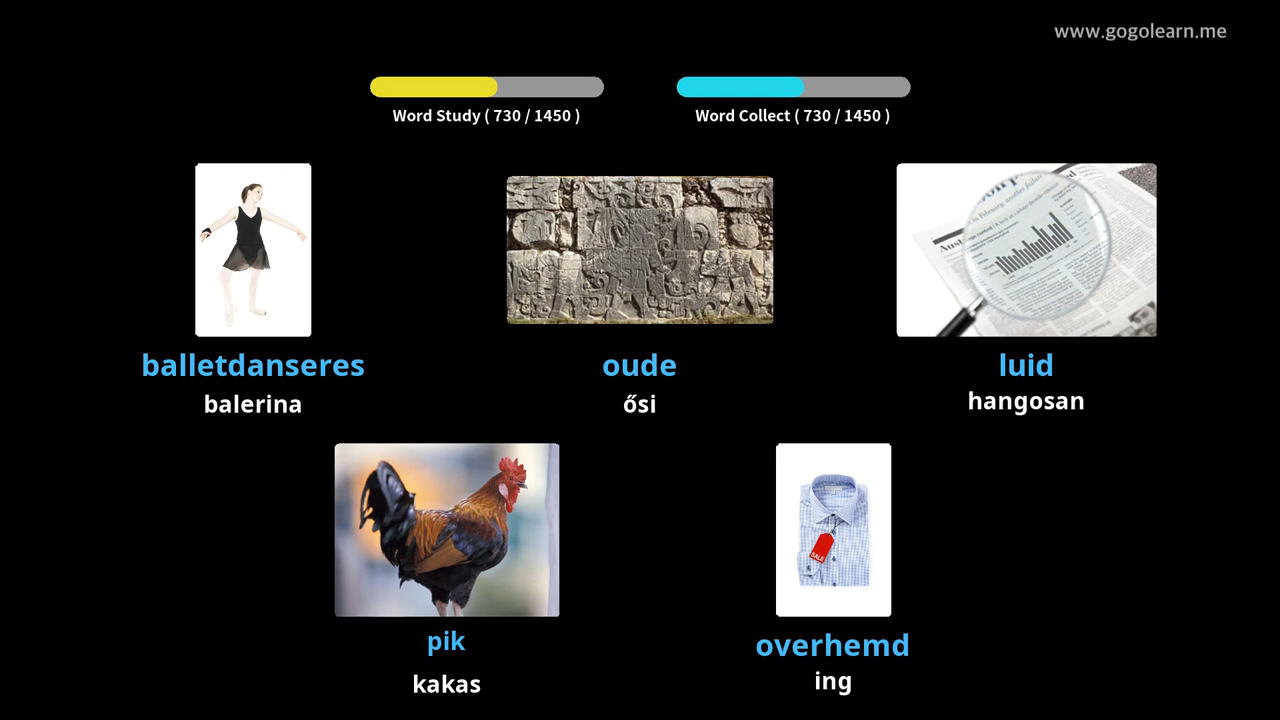 www.gogolearn.me
Word Study ( 730 / 1450 )
Word Collect ( 730 / 1450 )
balletdanseres
balerina
oude
ősi
luid
hangosan
pik
kakas
SALE
overhemd
ing